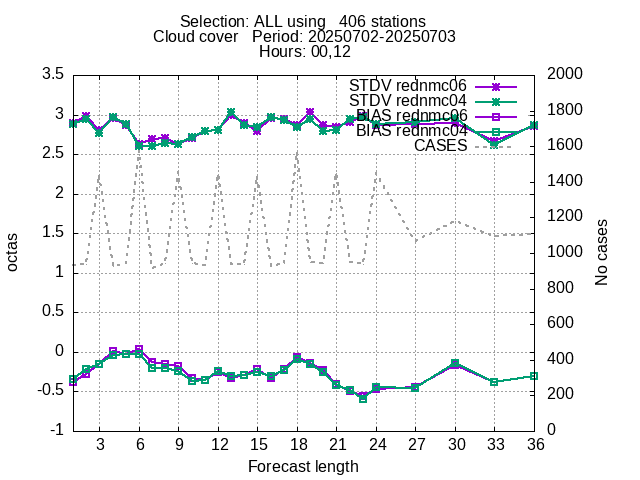 Selection: ALL using   406 stations
Cloud cover   Period: 20250702-20250703
Hours: 00,12
3.5
3
2.5
2
1.5
1
0.5
0
-0.5
-1
octas
STDV rednmc06
STDV rednmc04
BIAS rednmc06
BIAS rednmc04
CASES
2000
1800
1600
1400
1200
1000
800
600
400
200
0
No cases
3 6 9 12 15 18 21 24 27 30 33 36
Forecast length